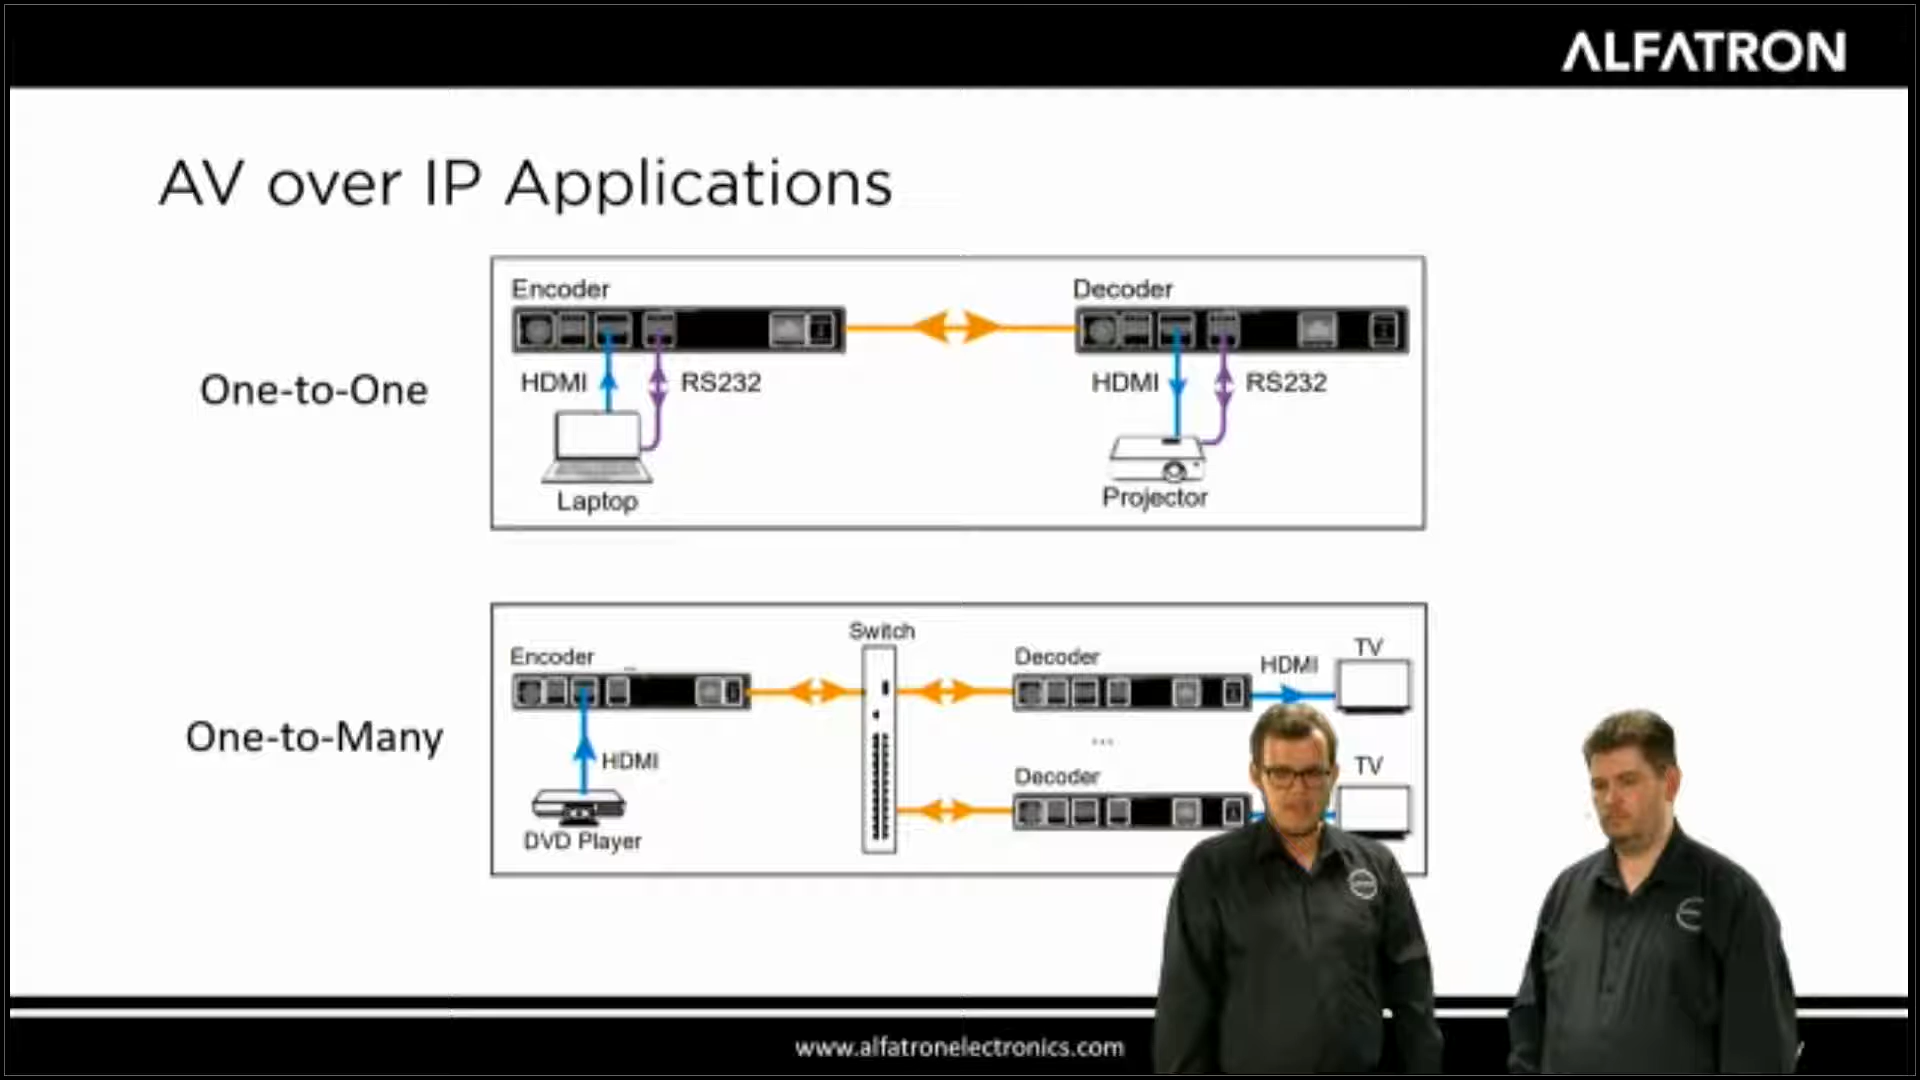 ALFATRON
AV over IP Applications
One-to-One
Encoder
Decoder
HDMI
RS232
HDMI
RS232
Laptop
Projector
One-to-Many
Switch
Encoder
Decoder
HDMI
TV
HDMI
...
Decoder
TV
DVD Player
www.alfatronelectronics.com